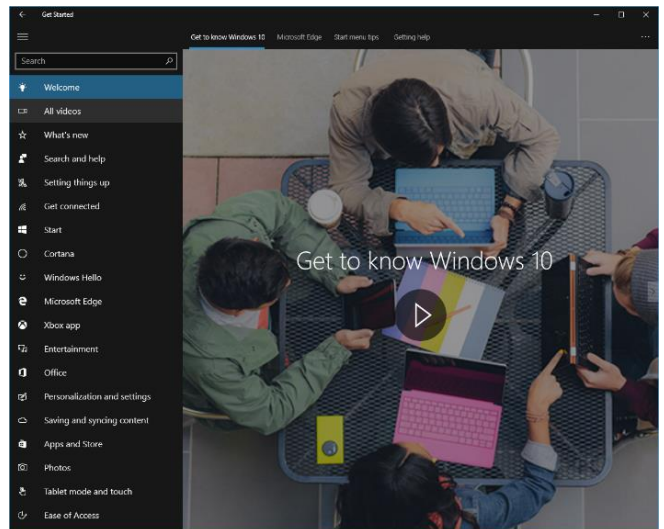 Get Started
Get to know Windows 10 Microsoft Edge Start menu tips Getting help
Search
Welcome
All videos
What's new
Search and help
Setting things up
Get connected
Start
Cortana
Windows Hello
Microsoft Edge
Xbox app
Entertainment
Office
Personalization and settings
Saving and syncing content
Apps and Store
Photos
Tablet mode and touch
Ease of Access
Get to know Windows 10